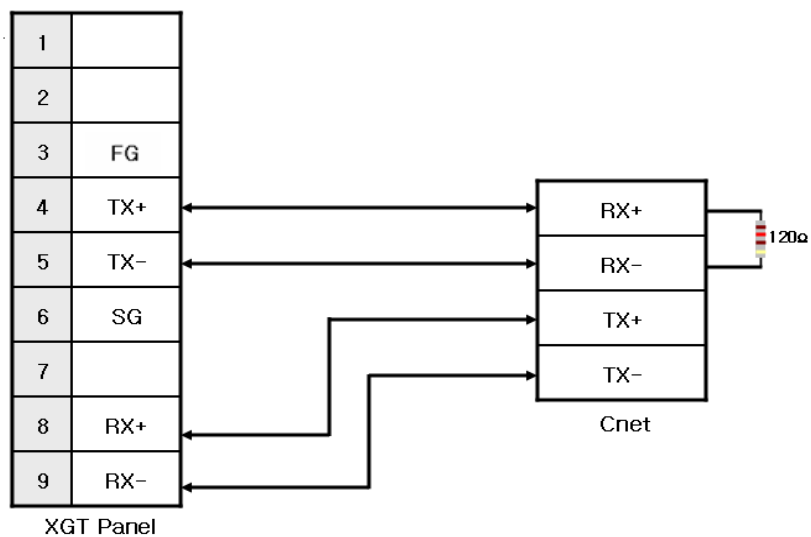 1
2
3 FG
4 TX+
5 TX-
6 SG
7
8 RX+
9 RX-
XGT Panel
RX+
RX-
TX+
TX-
120Ω
Cnet